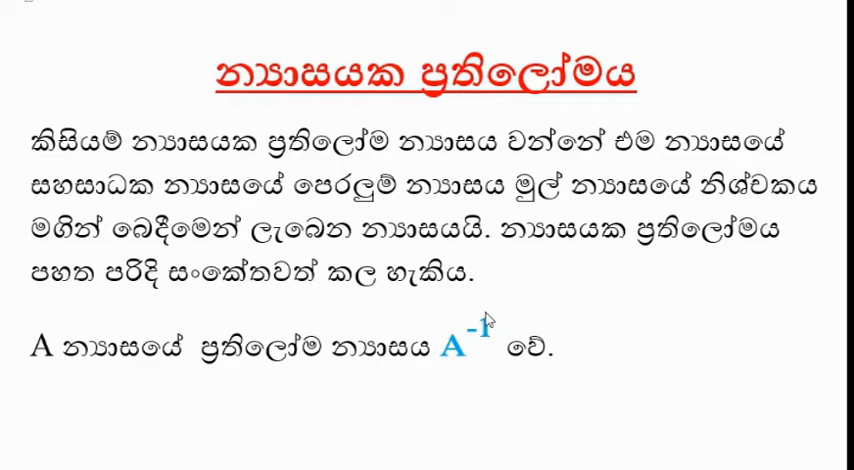 න්‍යාසයක ප්‍රතිලෝමය
කිසියම් න්‍යාසයක ප්‍රතිලෝම න්‍යාසය වන්නේ එම න්‍යාසයේ
සහසාධක න්‍යාසයේ පෙරලුම් න්‍යාසය මුල් න්‍යාසයේ නිශ්චකය
මගින් බෙදීමෙන් ලැබෙන න්‍යාසයයි. න්‍යාසයක ප්‍රතිලෝමය
පහත පරිදි සංකේතවත් කල හැකිය.
A න්‍යාසයේ ප්‍රතිලෝම න්‍යාසය A⁻¹ වේ.